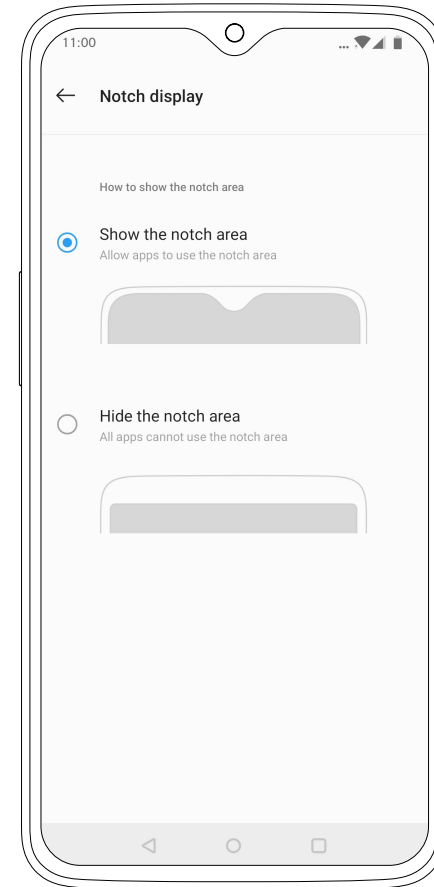 11:00
Notch display
How to show the notch area
Show the notch area
Allow apps to use the notch area
Hide the notch area
All apps cannot use the notch area